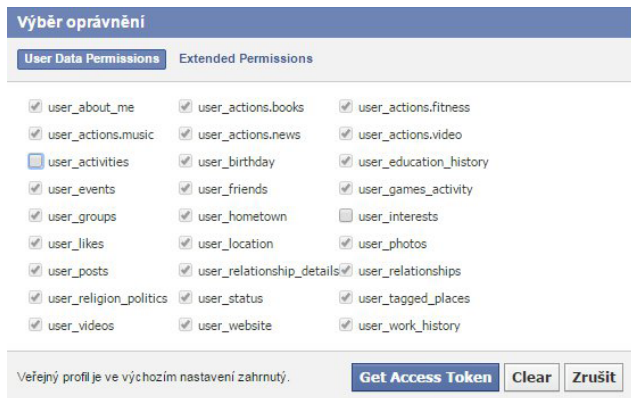 Výběr oprávnění
User Data Permissions Extended Permissions
user_about_me user_actions.books user_actions.fitness
user_actions.music user_actions.news user_actions.video
user_activities user_birthday user_education_history
user_events user_friends user_games_activity
user_groups user_hometown user_interests
user_likes user_location user_photos
user_posts user_relationship_details user_relationships
user_religion_politics user_status user_tagged_places
user_videos user_website user_work_history
Veřejný profil je ve výchozím nastavení zahrnutý. Get Access Token Clear Zrušit